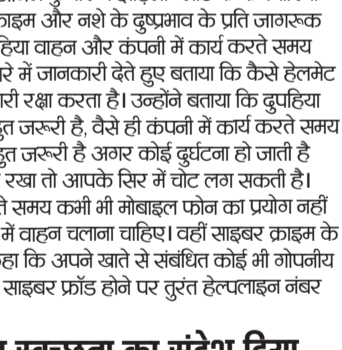 क्राइम और नशे के दुष्प्रभाव के प्रति जागरूक
हिया वाहन और कंपनी में कार्य करते समय
रे में जानकारी देते हुए बताया कि कैसे हेलमेट
री रक्षा करता है। उन्होंने बताया कि दुपहिया
हुत जरूरी है, वैसे ही कंपनी में कार्य करते समय
हुत जरूरी है अगर कोई दुर्घटना हो जाती है
रखा तो आपके सिर में चोट लग सकती है।
ते समय कभी भी मोबाइल फोन का प्रयोग नहीं
में वाहन चलाना चाहिए। वहीं साइबर क्राइम के
हा कि अपने खाते से संबंधित कोई भी गोपनीय
साइबर फ्रॉड होने पर तुरंत हेल्पलाइन नंबर
स्वच्छता का संदेश दिया